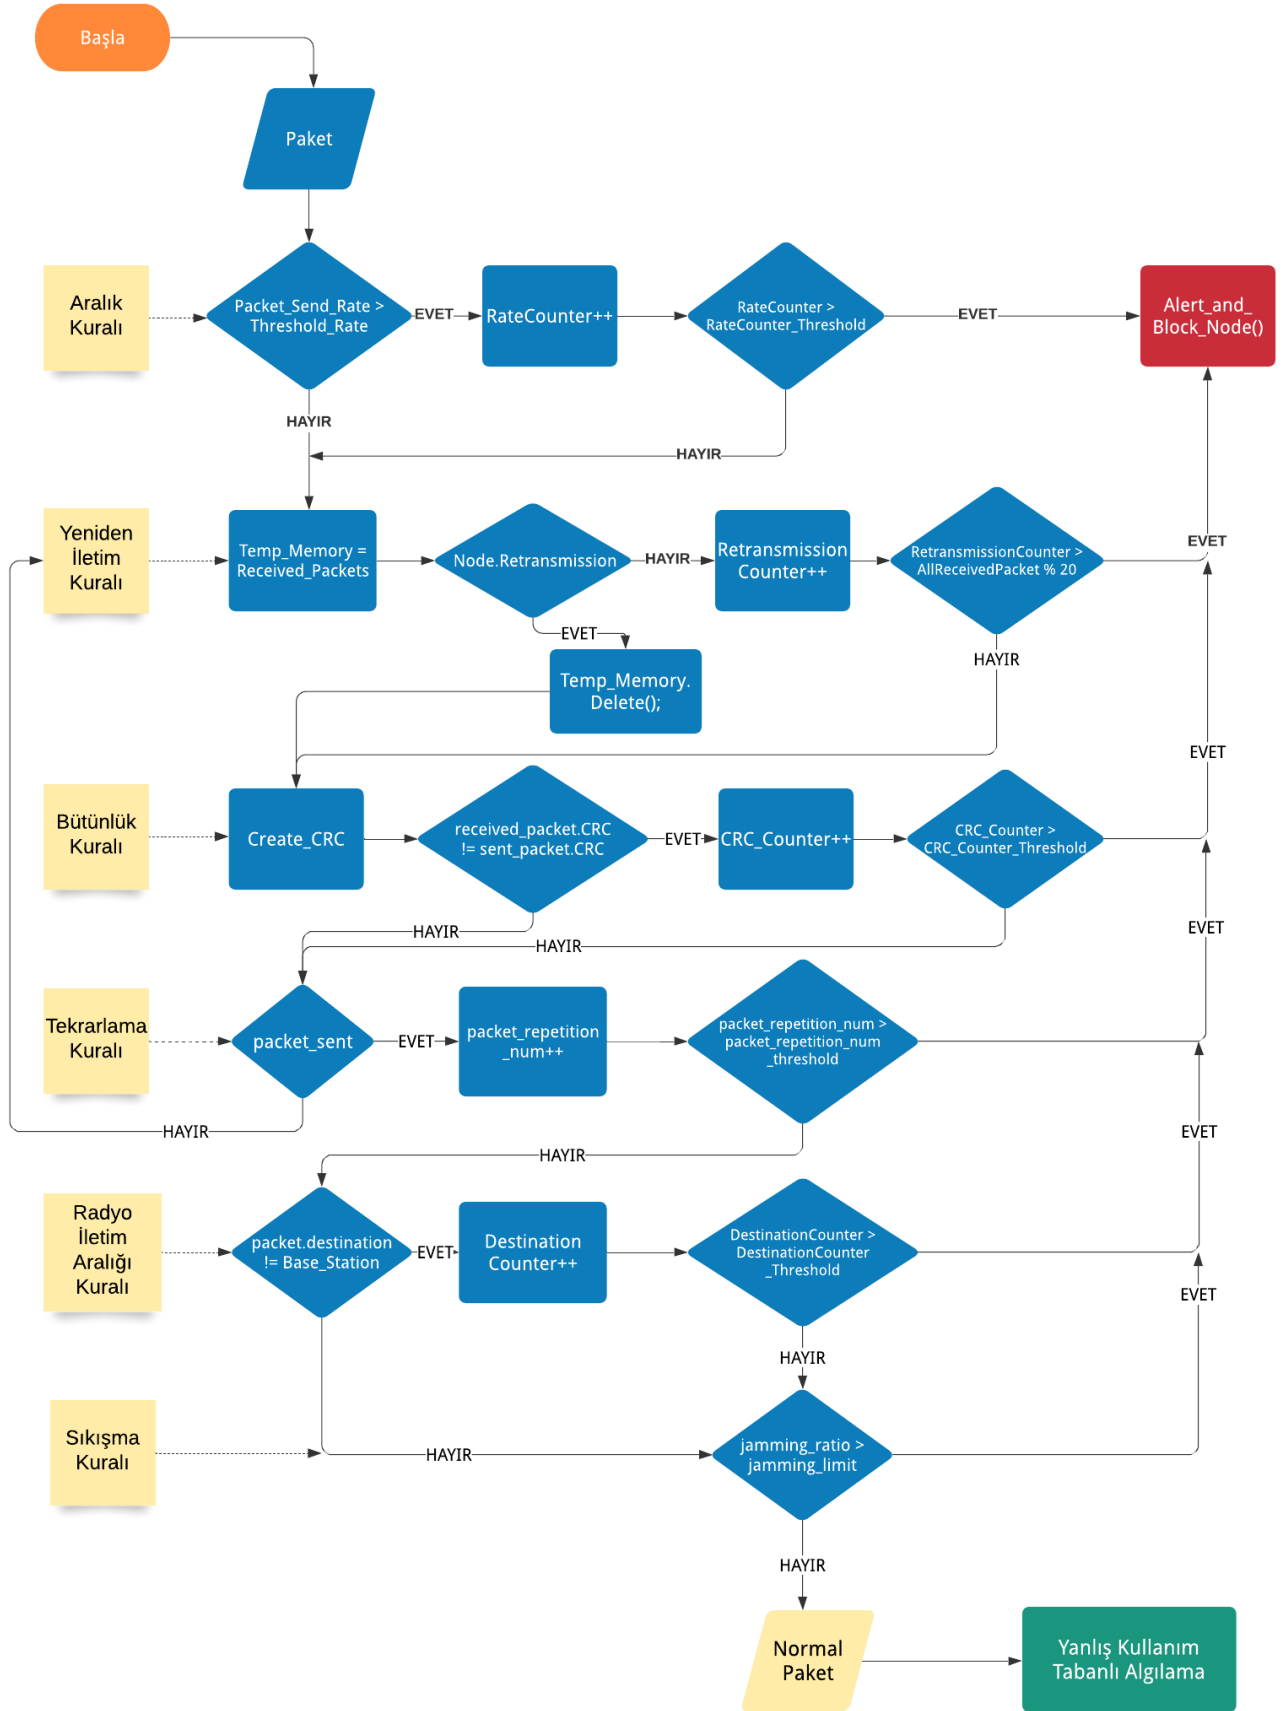 Başla
Paket
Aralık
Kuralı
Packet_Send_Rate >
Threshold_Rate
EVET
RateCounter++
RateCounter >
RateCounter_Threshold
EVET
Alert_and_
Block_Node()
HAYIR
HAYIR
Yeniden
İletim
Kuralı
Temp_Memory =
Received_Packets
Node.Retransmission
HAYIR
Retransmission
Counter++
RetransmissionCounter >
AllReceivedPacket % 20
EVET
EVET
HAYIR
Temp_Memory.
Delete();
EVET
Bütünlük
Kuralı
Create_CRC
received_packet.CRC
!= sent_packet.CRC
EVET
CRC_Counter++
CRC_Counter >
CRC_Counter_Threshold
HAYIR
HAYIR
EVET
Tekrarlama
Kuralı
packet_sent
EVET
packet_repetition
_num++
packet_repetition_num >
packet_repetition_num
_threshold
HAYIR
EVET
HAYIR
Radyo
İletim
Aralığı
Kuralı
packet.destination
!= Base_Station
EVET
Destination
Counter++
DestinationCounter >
DestinationCounter
_Threshold
EVET
HAYIR
Sıkışma
Kuralı
HAYIR
jamming_ratio >
jamming_limit
HAYIR
Normal
Paket
Yanlış Kullanım
Tabanlı Algılama